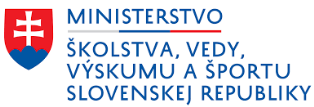 MINISTERSTVO
ŠKOLSTVA, VEDY,
VÝSKUMU A ŠPORTU
SLOVENSKEJ REPUBLIKY